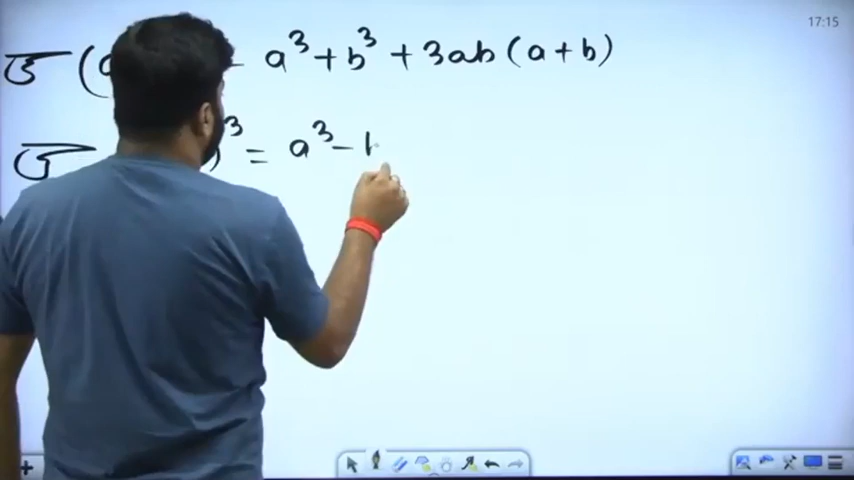 17:15
( a³ + b³ + 3ab (a + b)
)³ = a³ -